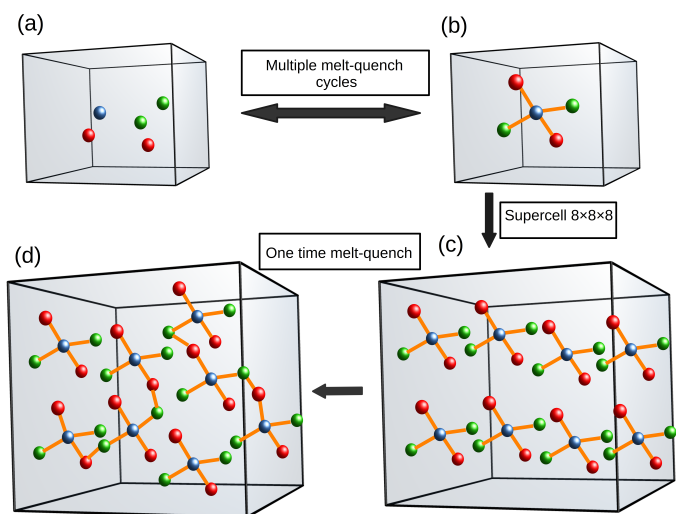 (a)
Multiple melt-quench
cycles
(b)
Supercell 8×8×8
(c)
One time melt-quench
(d)